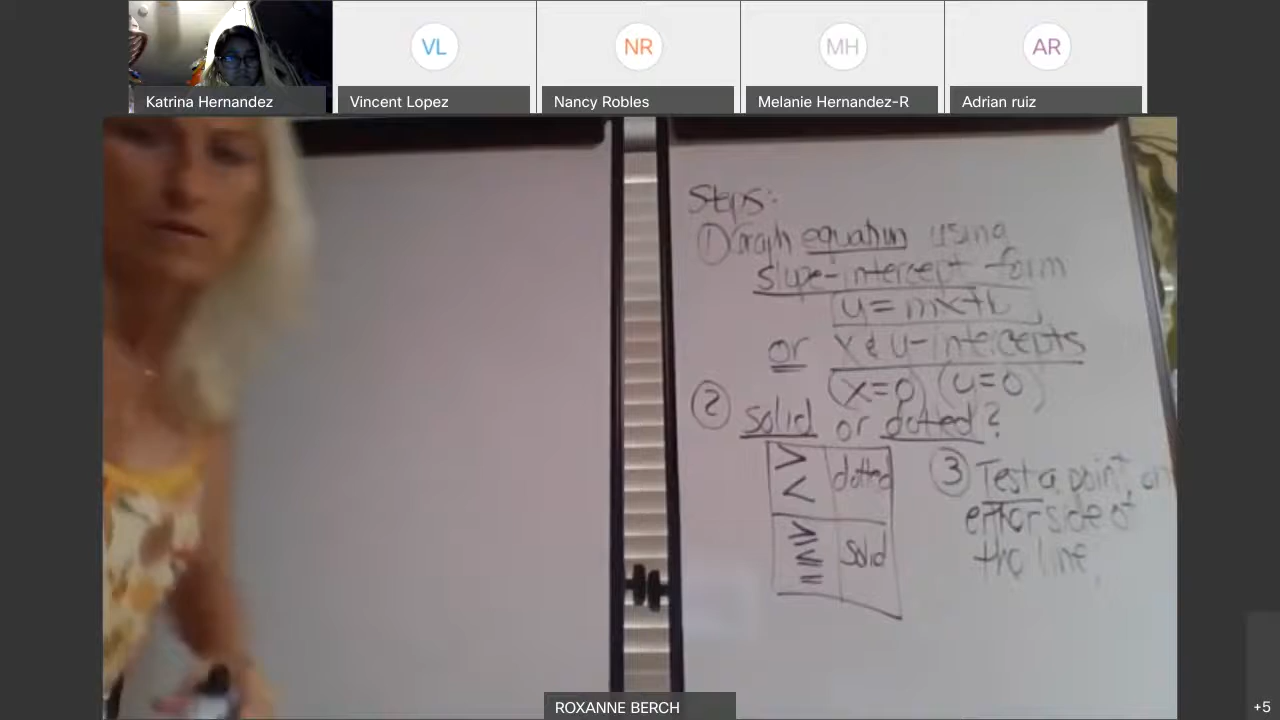 VL
NR
MH
AR
Katrina Hernandez
Vincent Lopez
Nancy Robles
Melanie Hernandez-R
Adrian ruiz
Steps:
① Graph equation using
slope-intercept form
y = mx+b
or x & y-intercepts
(x=0) (y=0)
② solid or dotted?
> dotted
<
≥ solid
≤
=
③ Test a point on
either side of
the line.
ROXANNE BERCH
+5